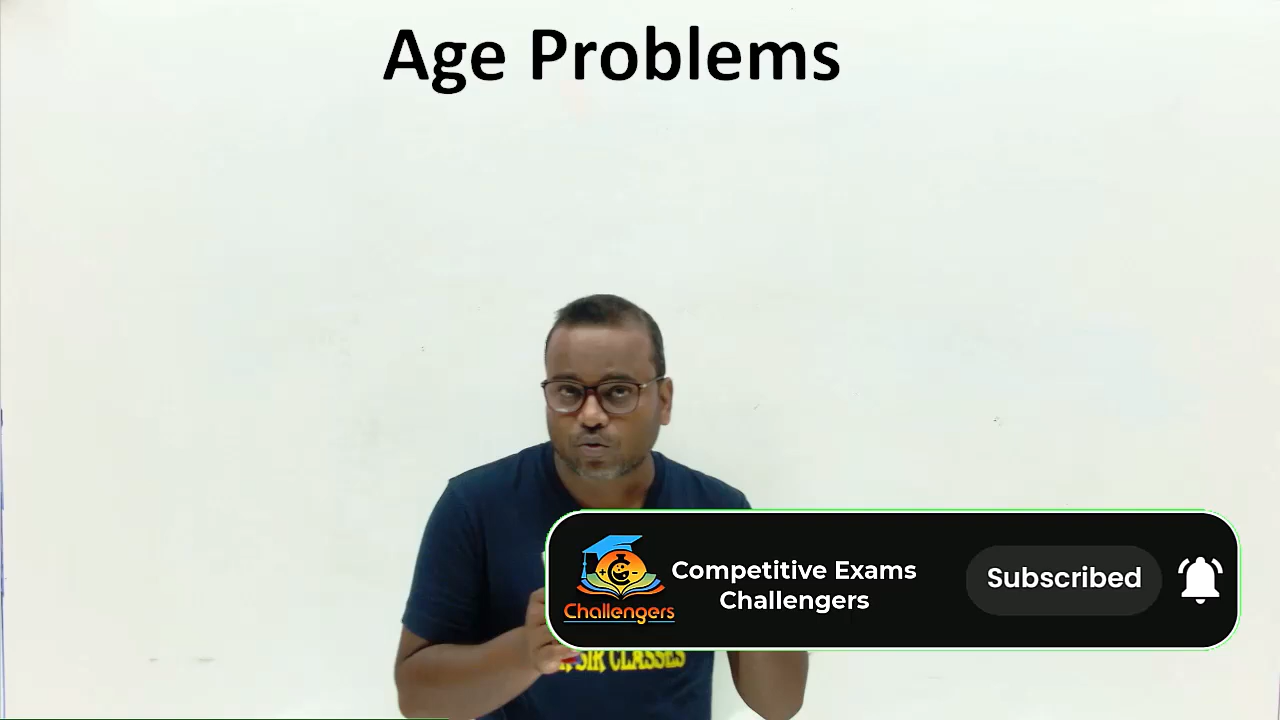 Age Problems
Competitive Exams
Challengers
Subscribed
Challengers
SIR CLASSES